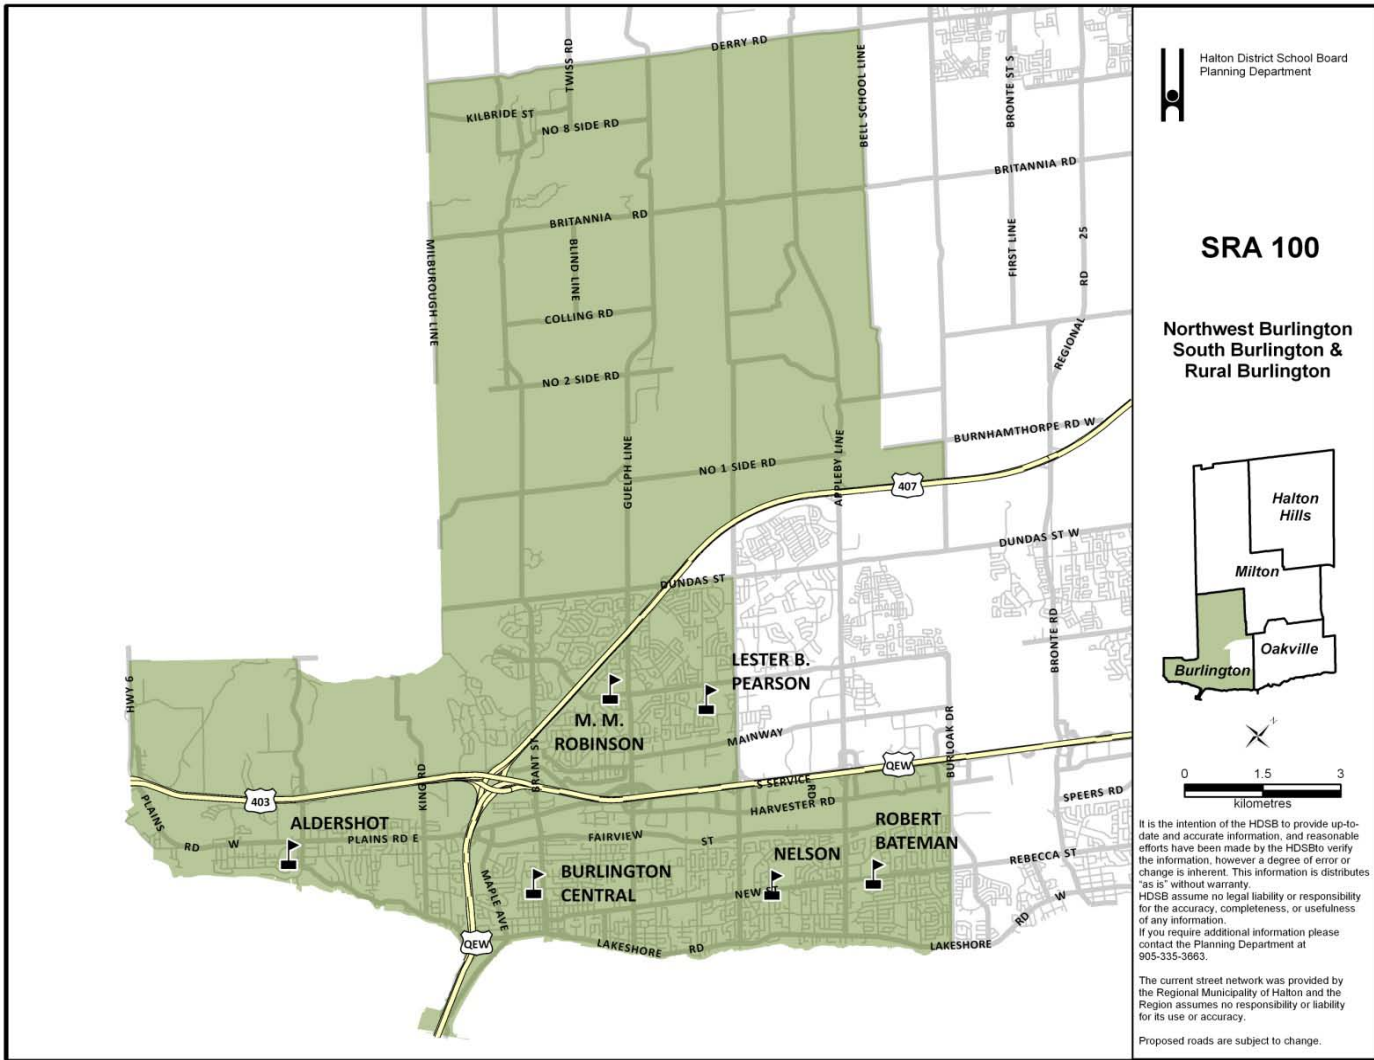 DERRY RD
TWISS RD
KILBRIDE ST
NO 8 SIDE RD
BELL SCHOOL LINE
BRONTE ST S
BRITANNIA RD
BRITANNIA RD
MILBUROUGH LINE
BLIND LINE
FIRST LINE
REGIONAL RD 25
COLLING RD
NO 2 SIDE RD
GUELPH LINE
APPLEBY LINE
BURNHAMTHORPE RD W
NO 1 SIDE RD
407
DUNDAS ST W
DUNDAS ST
BRONTE RD
HWY 6
LESTER B.
PEARSON
M. M.
ROBINSON
MAINWAY
BRANT ST
KING RD
BURLOAK DR
QEW
S SERVICE RD
HARVESTER RD
SPEERS RD
403
PLAINS RD W
ALDERSHOT
PLAINS RD E
FAIRVIEW ST
ROBERT
BATEMAN
NELSON
REBECCA ST
BURLINGTON
CENTRAL
NEW ST
MAPLE AVE
QEW
LAKESHORE RD
LAKESHORE RD W
Halton District School Board
Planning Department
SRA 100
Northwest Burlington
South Burlington &
Rural Burlington
Halton
Hills
Milton
Oakville
Burlington
0 1.5 3
kilometres
It is the intention of the HDSB to provide up-to-
date and accurate information, and reasonable
efforts have been made by the HDSBto verify
the information, however a degree of error or
change is inherent. This information is distributes
"as is" without warranty.
HDSB assume no legal liability or responsibility
for the accuracy, completeness, or usefulness
of any information.
If you require additional information please
contact the Planning Department at
905-335-3663.
The current street network was provided by
the Regional Municipality of Halton and the
Region assumes no responsibility or liability
for its use or accuracy.
Proposed roads are subject to change.